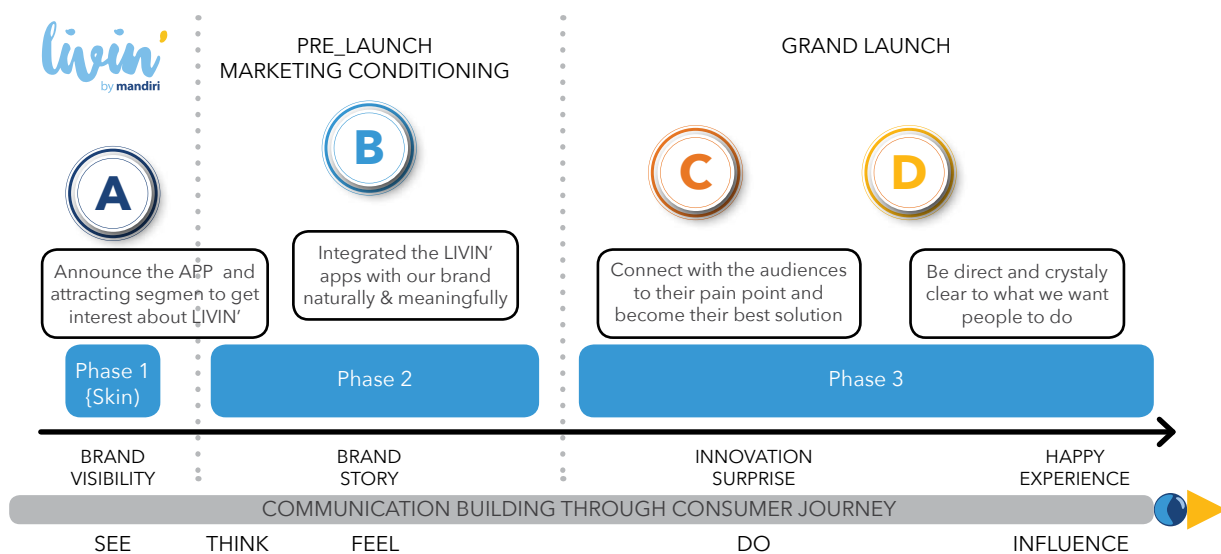 livin'
by mandiri
PRE_LAUNCH
MARKETING CONDITIONING
GRAND LAUNCH
A
B
C
D
Announce the APP and
attracting segmen to get
interest about LIVIN'
Integrated the LIVIN'
apps with our brand
naturally & meaningfully
Connect with the audiences
to their pain point and
become their best solution
Be direct and crystaly
clear to what we want
people to do
Phase 1
{Skin)
Phase 2
Phase 3
BRAND
VISIBILITY
BRAND
STORY
INNOVATION
SURPRISE
HAPPY
EXPERIENCE
COMMUNICATION BUILDING THROUGH CONSUMER JOURNEY
SEE THINK FEEL DO INFLUENCE